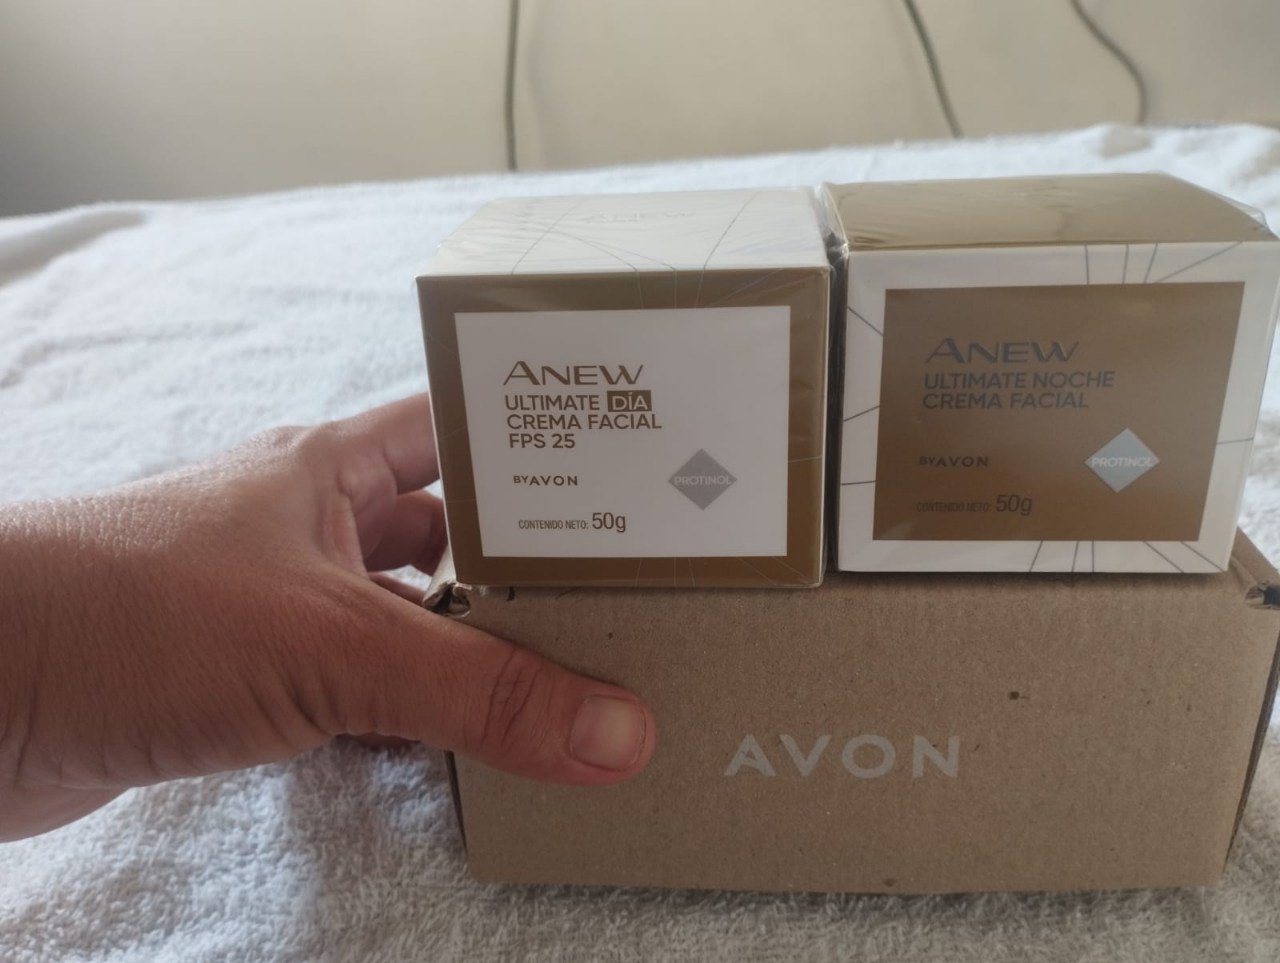 ANEW
ANEW
ULTIMATE DÍA
CREMA FACIAL
FPS 25
BY AVON
PROTINOL
CONTENIDO NETO: 50g
ANEW
ULTIMATE NOCHE
CREMA FACIAL
BY AVON
PROTINOL
CONTENIDO NETO: 50g
AVON